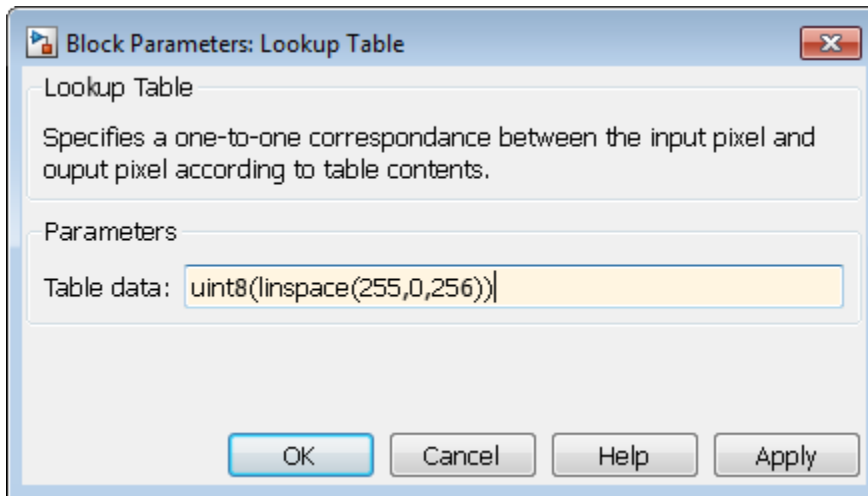 Block Parameters: Lookup Table
Lookup Table
Specifies a one-to-one correspondance between the input pixel and
ouput pixel according to table contents.
Parameters
Table data: uint8(linspace(255,0,256))
OK Cancel Help Apply